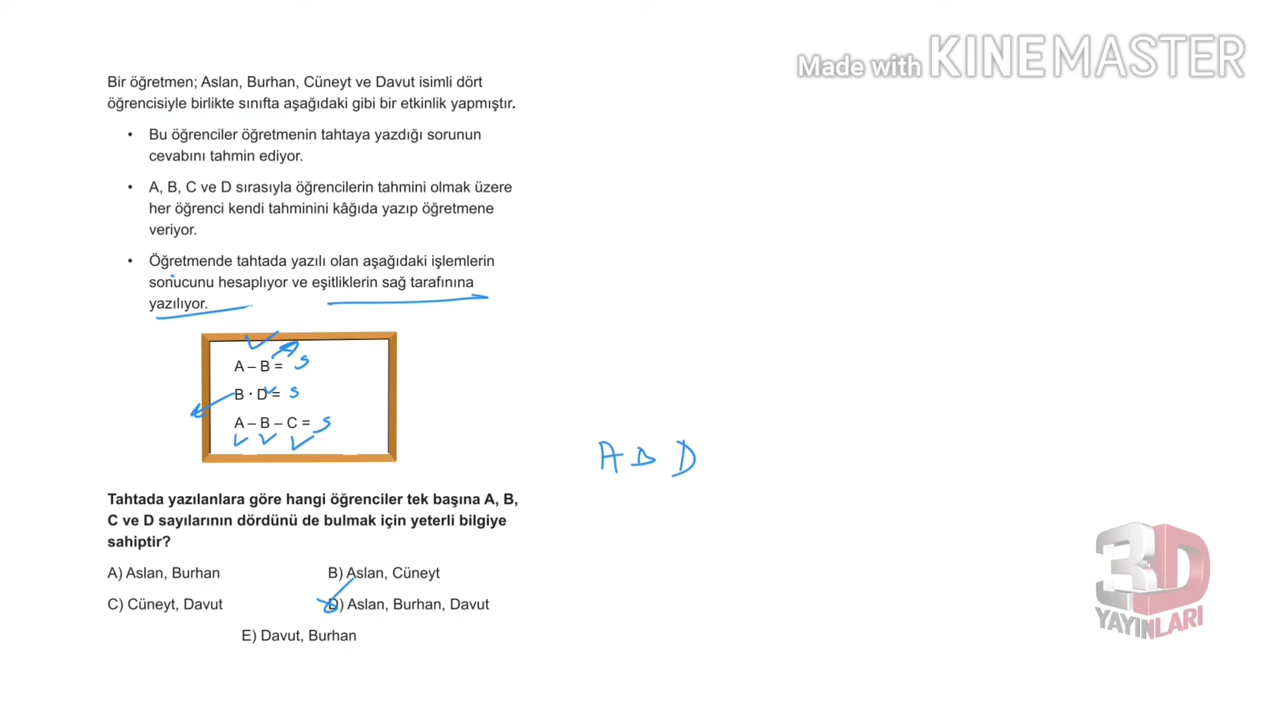 Made with KINEMASTER
Bir öğretmen; Aslan, Burhan, Cüneyt ve Davut isimli dört
öğrencisiyle birlikte sınıfta aşağıdaki gibi bir etkinlik yapmıştır.
• Bu öğrenciler öğretmenin tahtaya yazdığı sorunun
cevabını tahmin ediyor.
• A, B, C ve D sırasıyla öğrencilerin tahmini olmak üzere
her öğrenci kendi tahminini kâğıda yazıp öğretmene
veriyor.
• Öğretmende tahtada yazılı olan aşağıdaki işlemlerin
sonucunu hesaplıyor ve eşitliklerin sağ tarafınına
yazılıyor.
A
A – B = s
B · D = s
A – B – C = s
A B D
Tahtada yazılanlara göre hangi öğrenciler tek başına A, B,
C ve D sayılarının dördünü de bulmak için yeterli bilgiye
sahiptir?
A) Aslan, Burhan B) Aslan, Cüneyt
C) Cüneyt, Davut D) Aslan, Burhan, Davut
E) Davut, Burhan
3D
YAYINLARI